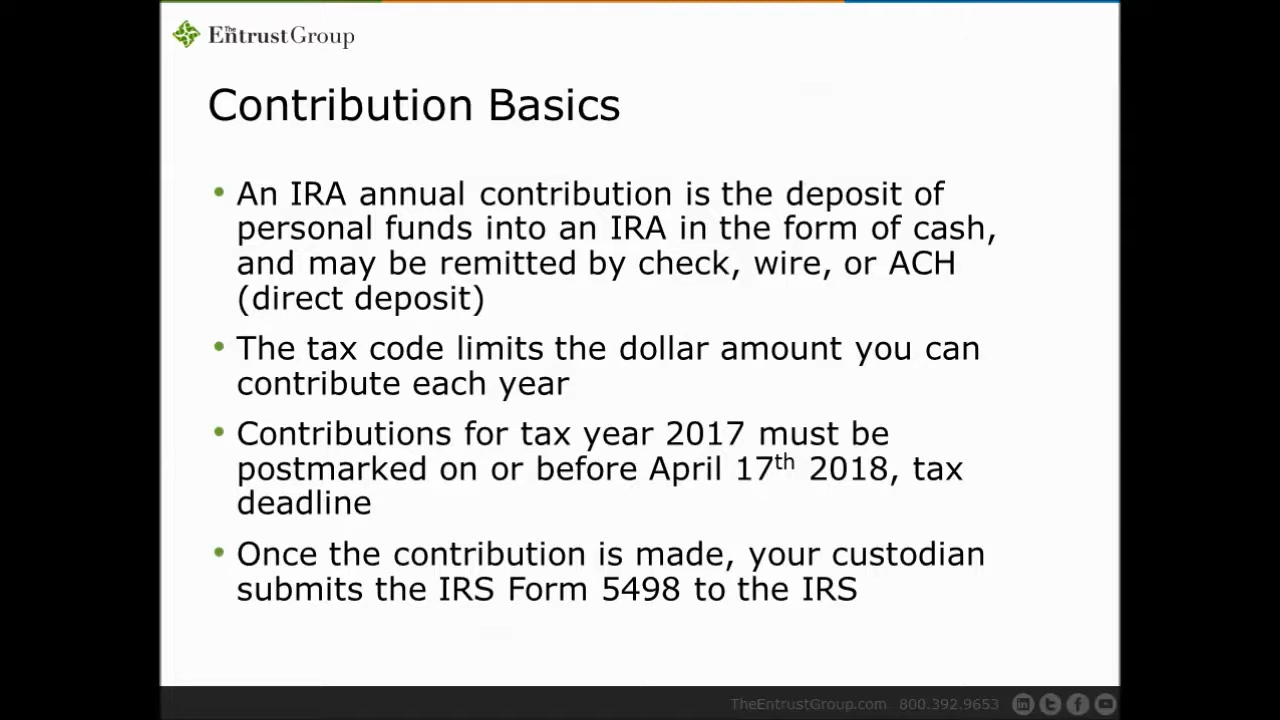 The EntrustGroup
Contribution Basics
• An IRA annual contribution is the deposit of
personal funds into an IRA in the form of cash,
and may be remitted by check, wire, or ACH
(direct deposit)
• The tax code limits the dollar amount you can
contribute each year
• Contributions for tax year 2017 must be
postmarked on or before April 17th 2018, tax
deadline
• Once the contribution is made, your custodian
submits the IRS Form 5498 to the IRS
TheEntrustGroup.com 800.392.9653